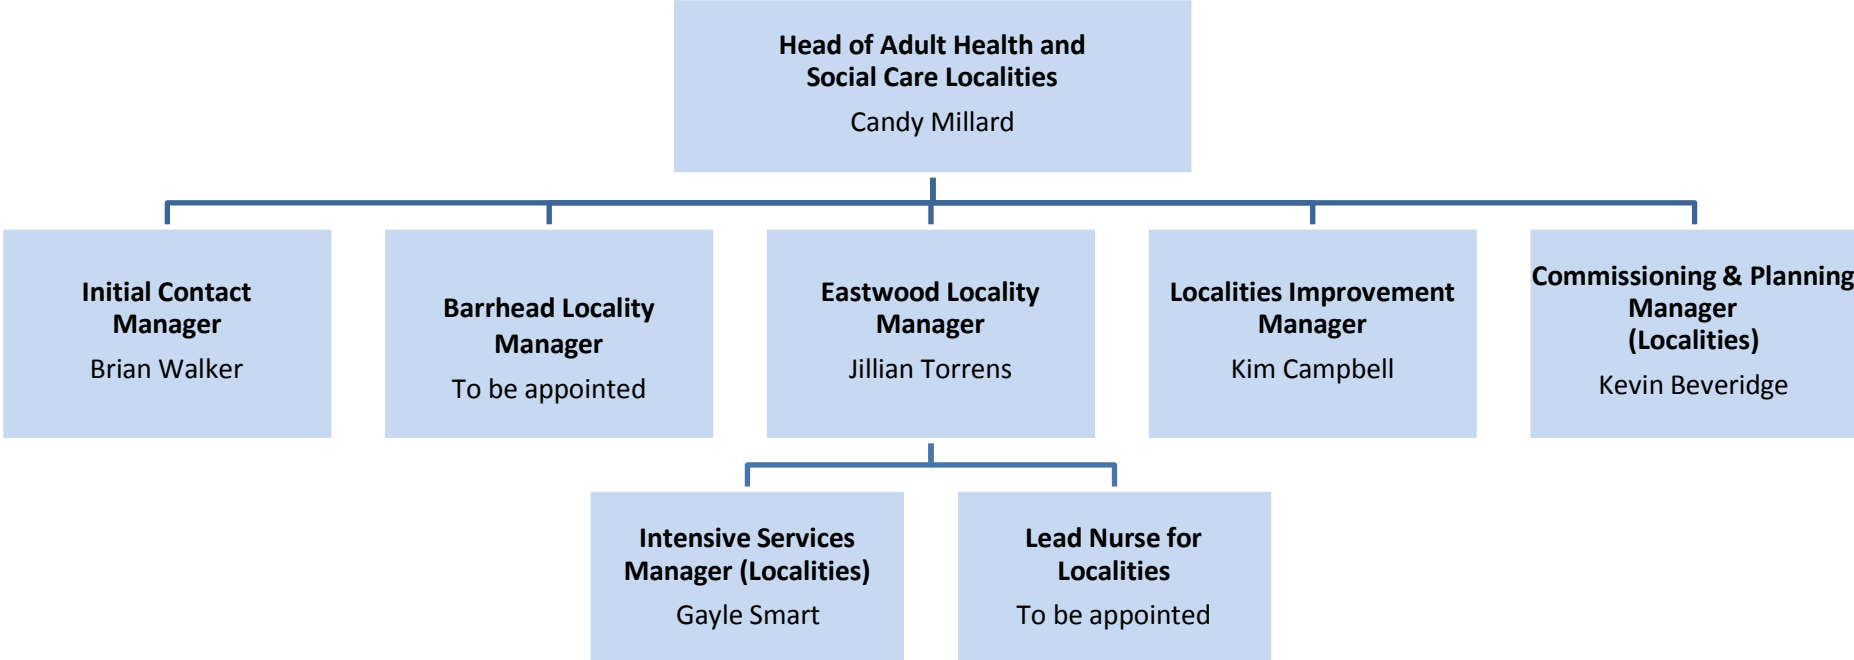 Head of Adult Health and
Social Care Localities
Candy Millard
Initial Contact
Manager
Brian Walker
Barrhead Locality
Manager
To be appointed
Eastwood Locality
Manager
Jillian Torrens
Localities Improvement
Manager
Kim Campbell
Commissioning & Planning
Manager
(Localities)
Kevin Beveridge
Intensive Services
Manager (Localities)
Gayle Smart
Lead Nurse for
Localities
To be appointed